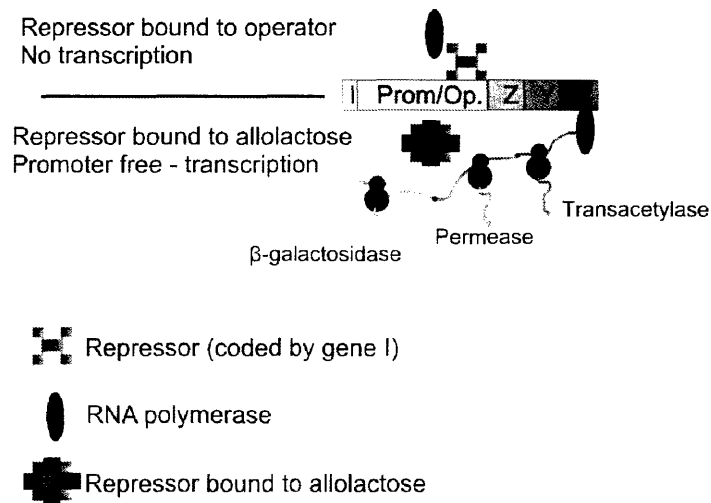 Repressor bound to operator
No transcription
I Prom/Op. Z Y
Repressor bound to allolactose
Promoter free - transcription
Transacetylase
Permease
β-galactosidase
Repressor (coded by gene I)
RNA polymerase
Repressor bound to allolactose